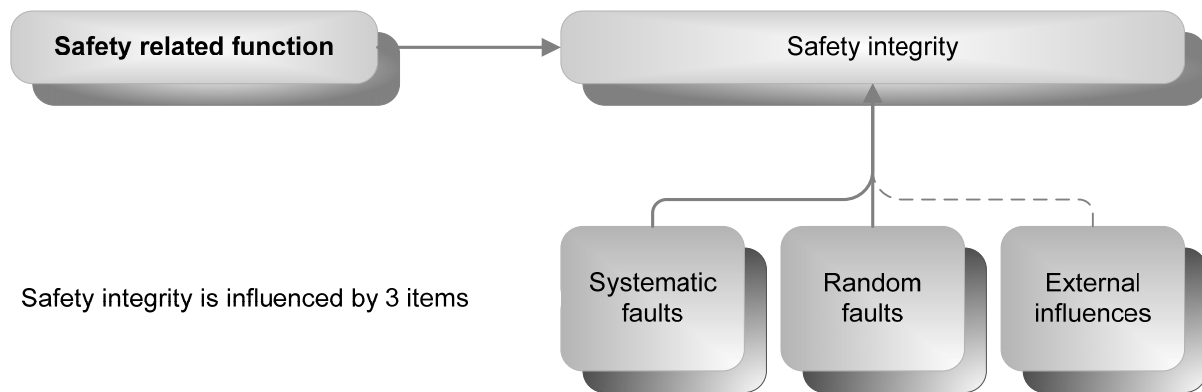 Safety related function
Safety integrity
Systematic
faults
Random
faults
External
influences
Safety integrity is influenced by 3 items